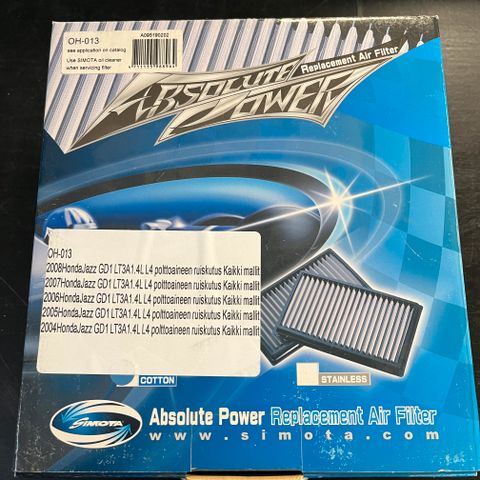 OH-013
see application on catalog
Use SIMOTA oil cleaner
when servicing filter
A095190202
ABSOLUTE
POWER
Replacement Air Filter
OH-013
2008HondaJazz GD1 LT3A1.4L L4 polttoaineen ruiskutus Kaikki mallit
2007HondaJazz GD1 LT3A1.4L L4 polttoaineen ruiskutus Kaikki mallit
2006HondaJazz GD1 LT3A1.4L L4 polttoaineen ruiskutus Kaikki mallit
2005HondaJazz GD1 LT3A1.4L L4 polttoaineen ruiskutus Kaikki mallit
2004HondaJazz GD1 LT3A1.4L L4 polttoaineen ruiskutus Kaikki mallit
COTTON
STAINLESS
SIMOTA
Absolute Power Replacement Air Filter
www.simota.com